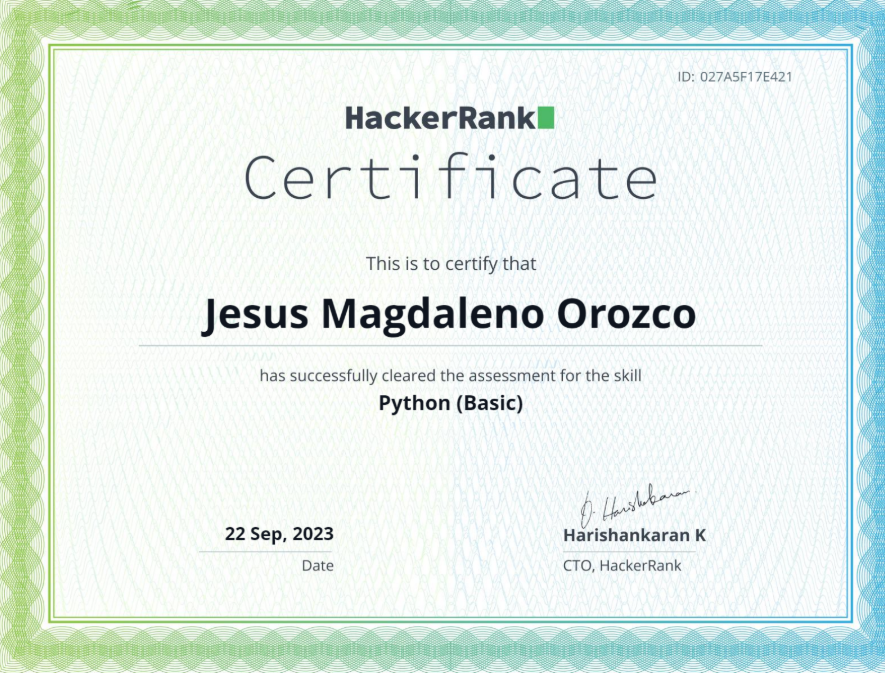 ID: 027A5F17E421
HackerRank
Certificate
This is to certify that
Jesus Magdaleno Orozco
has successfully cleared the assessment for the skill
Python (Basic)
22 Sep, 2023
Date
Harishankaran K
CTO, HackerRank